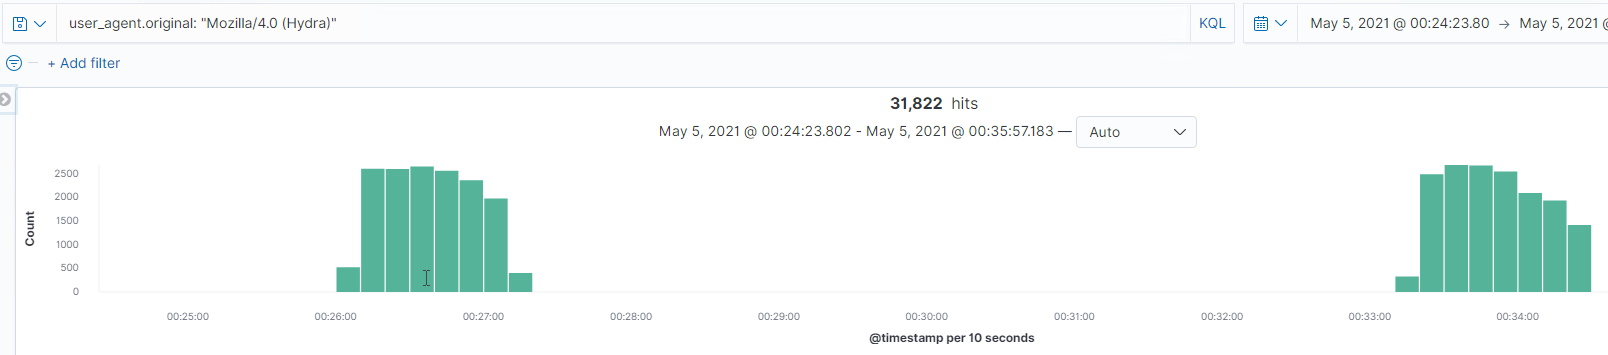 user_agent.original: "Mozilla/4.0 (Hydra)" KQL May 5, 2021 @ 00:24:23.80 → May 5, 2021 @
+ Add filter
31,822 hits
May 5, 2021 @ 00:24:23.802 - May 5, 2021 @ 00:35:57.183 — Auto
2500
2000
1500
1000
500
0
Count
00:25:00 00:26:00 00:27:00 00:28:00 00:29:00 00:30:00 00:31:00 00:32:00 00:33:00 00:34:00
@timestamp per 10 seconds